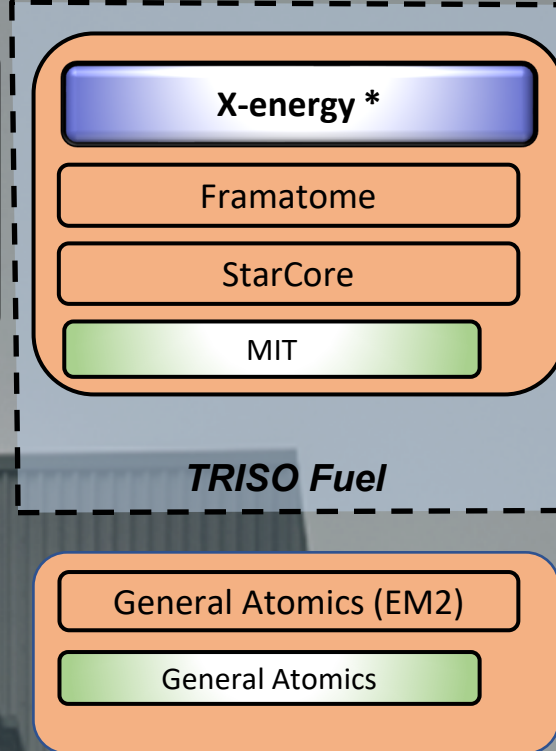 X-energy *
Framatome
StarCore
MIT
TRISO Fuel
General Atomics (EM2)
General Atomics